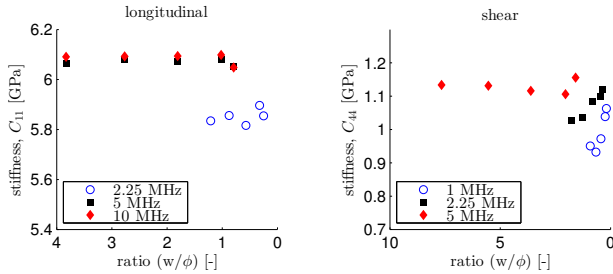 longitudinal
6.2
6
5.8
5.6
5.4
stiffness, C₁₁ [GPa]
2.25 MHz
5 MHz
10 MHz
4 3 2 1 0
ratio (w/ϕ) [-]
shear
1.3
1.2
1.1
1
0.9
0.8
0.7
stiffness, C₄₄ [GPa]
1 MHz
2.25 MHz
5 MHz
10 5 0
ratio (w/ϕ) [-]